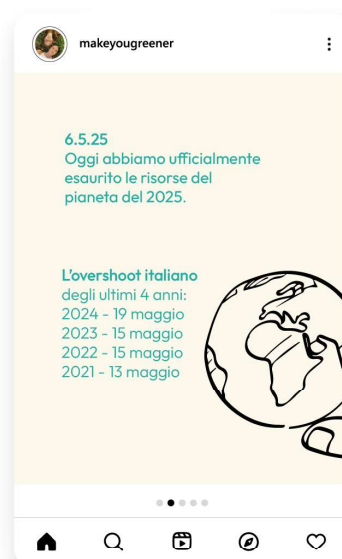 makeyougreener
6.5.25
Oggi abbiamo ufficialmente
esaurito le risorse del
pianeta del 2025.
L'overshoot italiano
degli ultimi 4 anni:
2024 - 19 maggio
2023 - 15 maggio
2022 - 15 maggio
2021 - 13 maggio